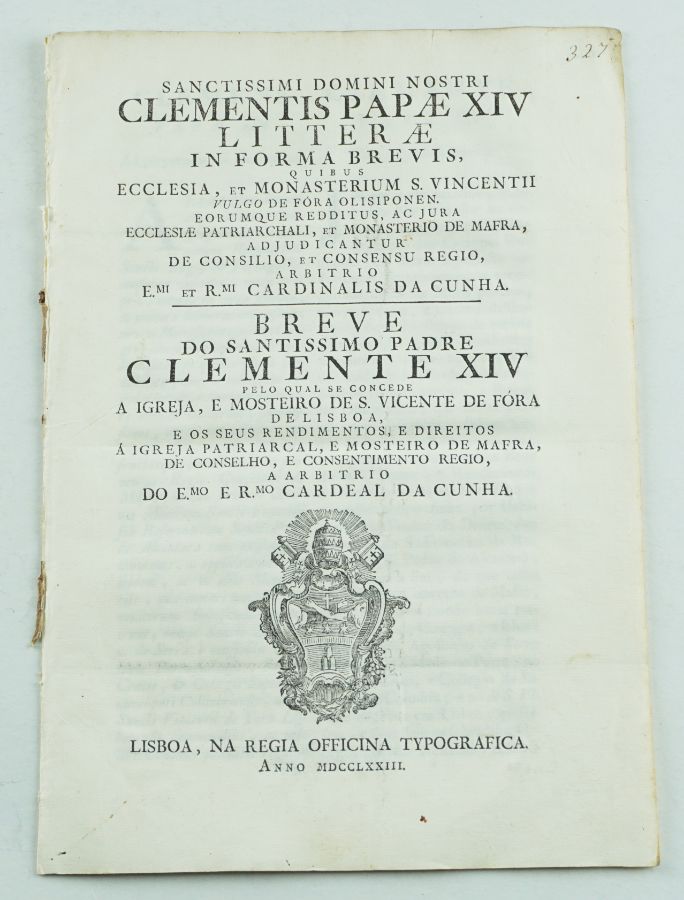 327
SANCTISSIMI DOMINI NOSTRI
CLEMENTIS PAPÆ XIV
LITTERÆ
IN FORMA BREVIS,
QUIBUS
ECCLESIA, ET MONASTERIUM S. VINCENTII
VULGO DE FÓRA OLISIPONEN.
EORUMQUE REDDITUS, AC JURA
ECCLESIÆ PATRIARCHALI, ET MONASTERIO DE MAFRA,
ADJUDICANTUR
DE CONSILIO, ET CONSENSU REGIO,
ARBITRIO
E.MI ET R.MI CARDINALIS DA CUNHA.
BREVE
DO SANTISSIMO PADRE
CLEMENTE XIV
PELO QUAL SE CONCEDE
A IGREJA, E MOSTEIRO DE S. VICENTE DE FÓRA
DE LISBOA,
E OS SEUS RENDIMENTOS, E DIREITOS
Á IGREJA PATRIARCAL, E MOSTEIRO DE MAFRA,
DE CONSELHO, E CONSENTIMENTO REGIO,
A ARBITRIO
DO E.MO E R.MO CARDEAL DA CUNHA.
LISBOA, NA REGIA OFFICINA TYPOGRAFICA.
ANNO MDCCLXXIII.